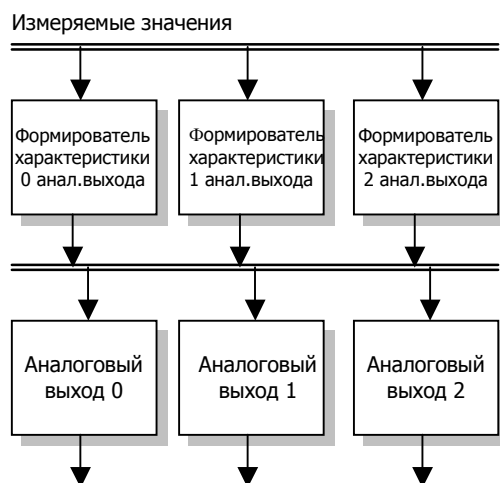 Измеряемые значения
Формирователь
характеристики
0 анал.выхода
Формирователь
характеристики
1 анал.выхода
Формирователь
характеристики
2 анал.выхода
Аналоговый
выход 0
Аналоговый
выход 1
Аналоговый
выход 2